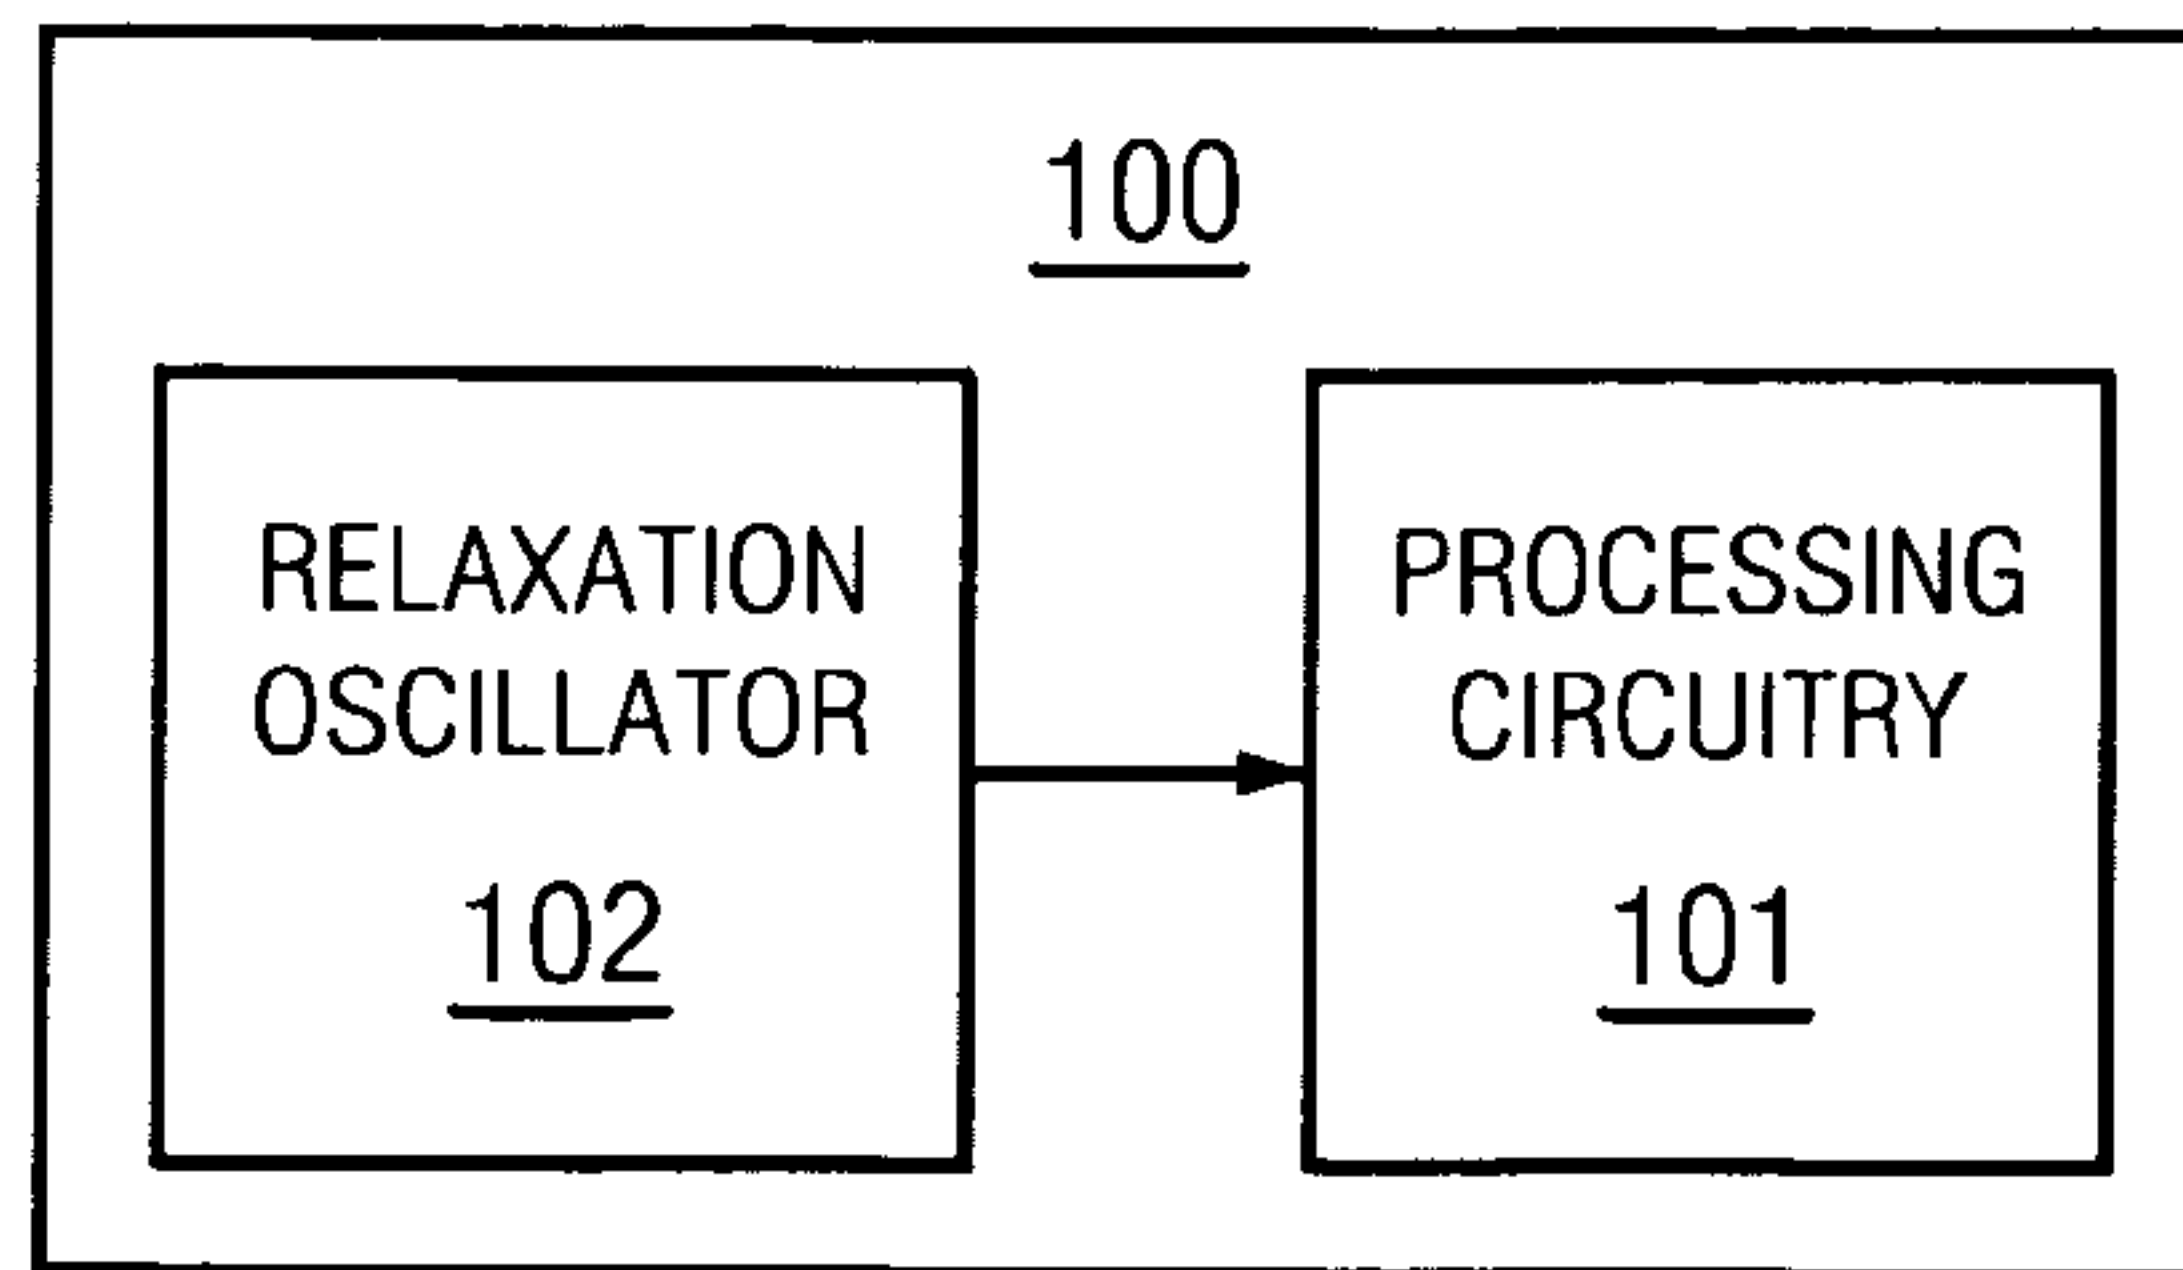 100
RELAXATION
OSCILLATOR
102
PROCESSING
CIRCUITRY
101